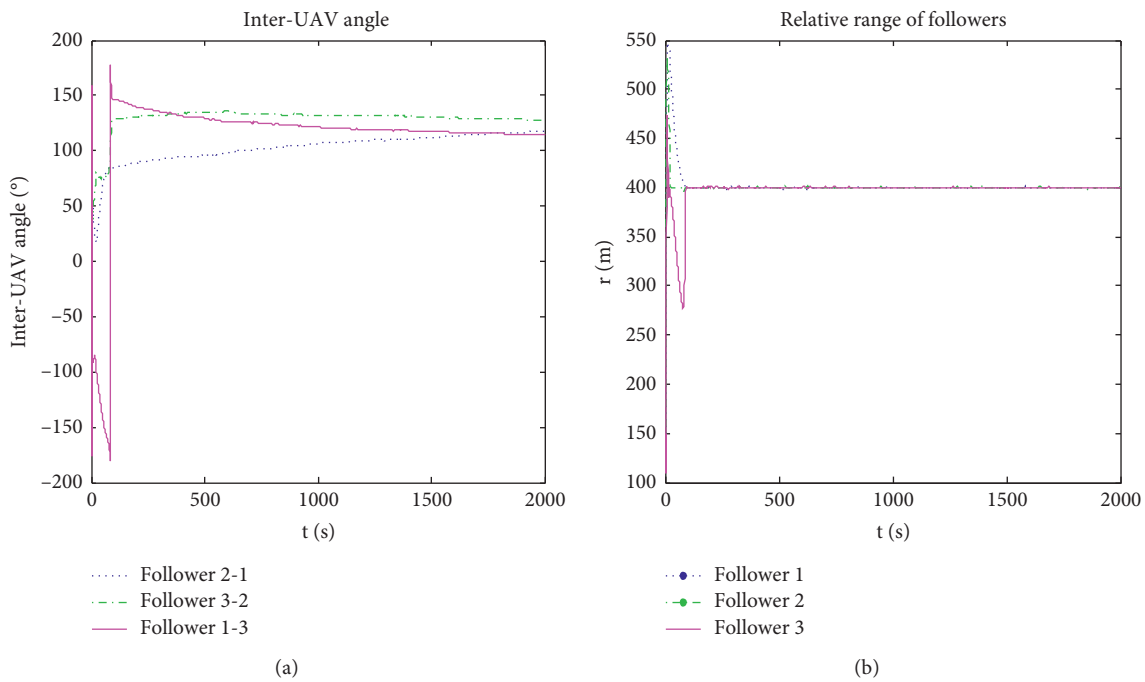 Inter-UAV angle
200
150
100
50
0
−50
−100
−150
−200
Inter-UAV angle (°)
0
500
1000
1500
2000
t (s)
Follower 2-1
Follower 3-2
Follower 1-3
(a)
Relative range of followers
550
500
450
400
350
300
250
200
150
100
r (m)
0
500
1000
1500
2000
t (s)
Follower 1
Follower 2
Follower 3
(b)